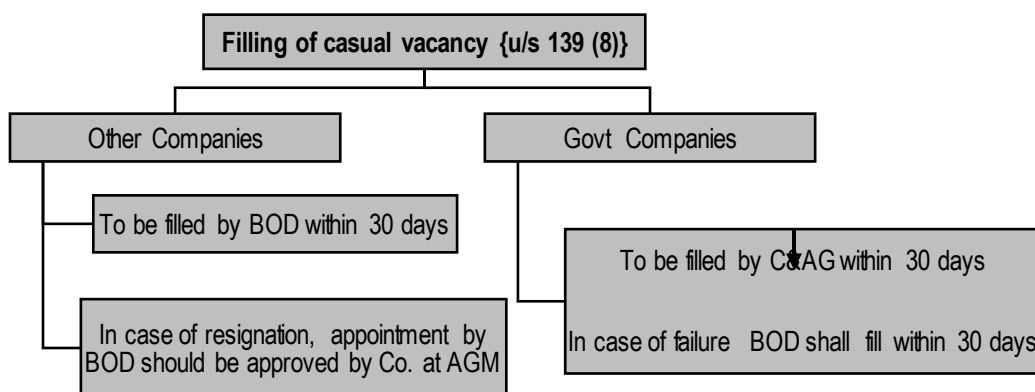 Filling of casual vacancy {u/s 139 (8)}
Other Companies
Govt Companies
To be filled by BOD within 30 days
In case of resignation, appointment by
BOD should be approved by Co. at AGM
To be filled by C&AG within 30 days
In case of failure BOD shall fill within 30 days